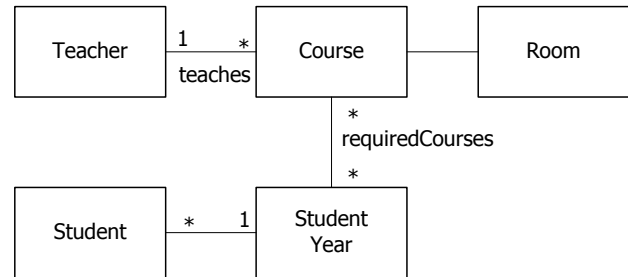 Teacher
1
*
teaches
Course
Room
*
requiredCourses
*
Student
*
1
Student
Year